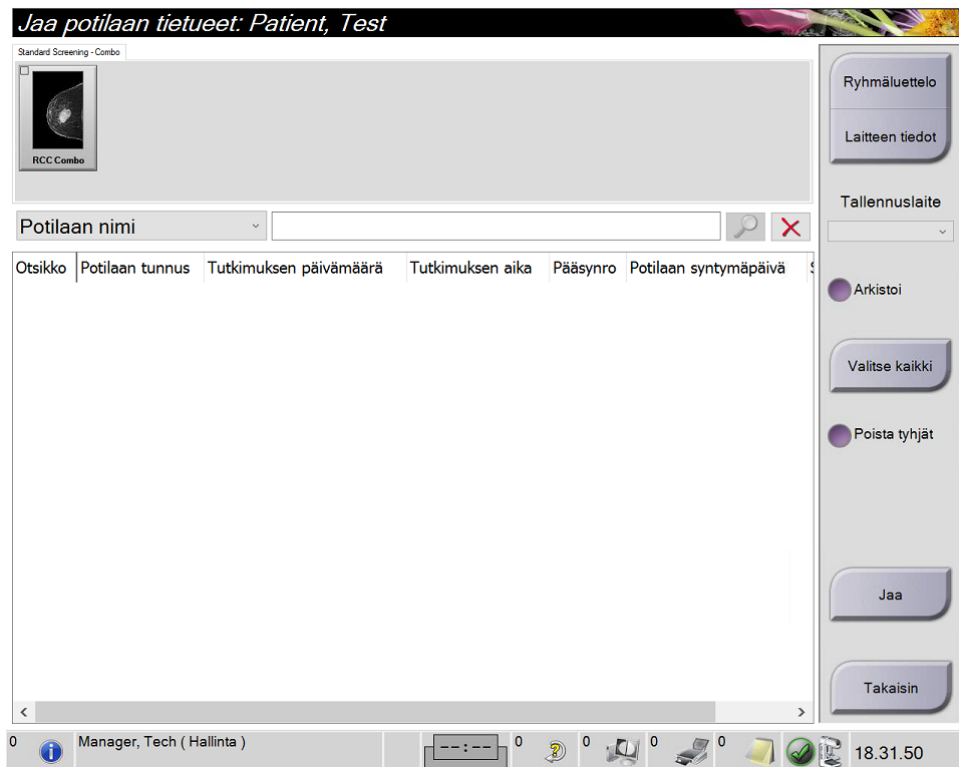 Jaa potilaan tietueet: Patient, Test
Standard Screening - Combo
RCC Combo
Ryhmäluettelo
Laitteen tiedot
Tallennuslaite
Potilaan nimi
Otsikko Potilaan tunnus Tutkimuksen päivämäärä Tutkimuksen aika Pääsynro Potilaan syntymäpäivä
Arkistoi
Valitse kaikki
Poista tyhjät
Jaa
Takaisin
0 Manager, Tech ( Hallinta ) --:-- 0 0 0 0 18.31.50